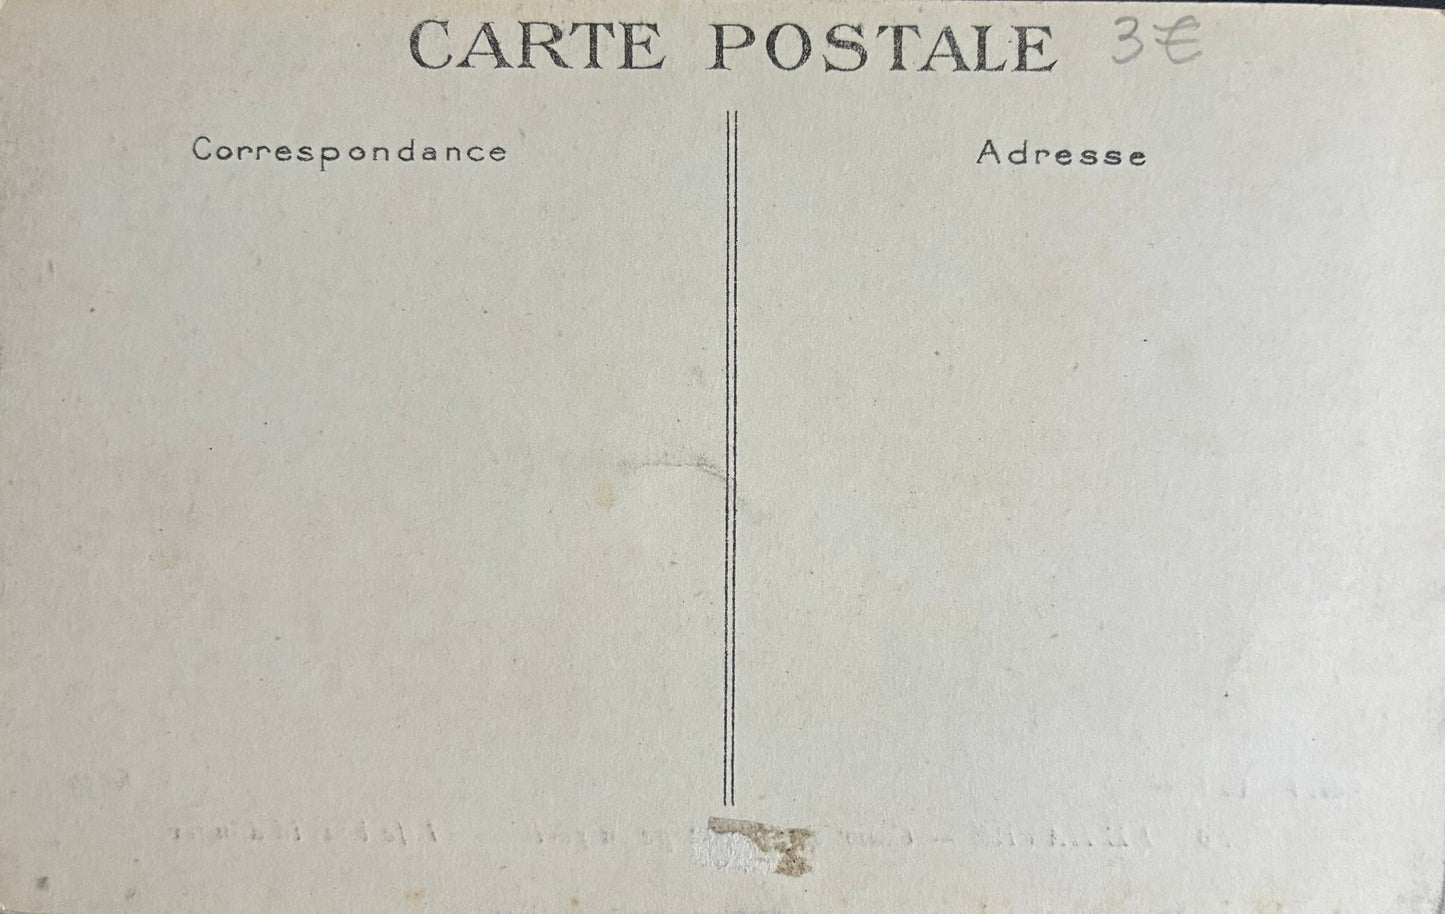 CARTE POSTALE 3€
Correspondance
Adresse